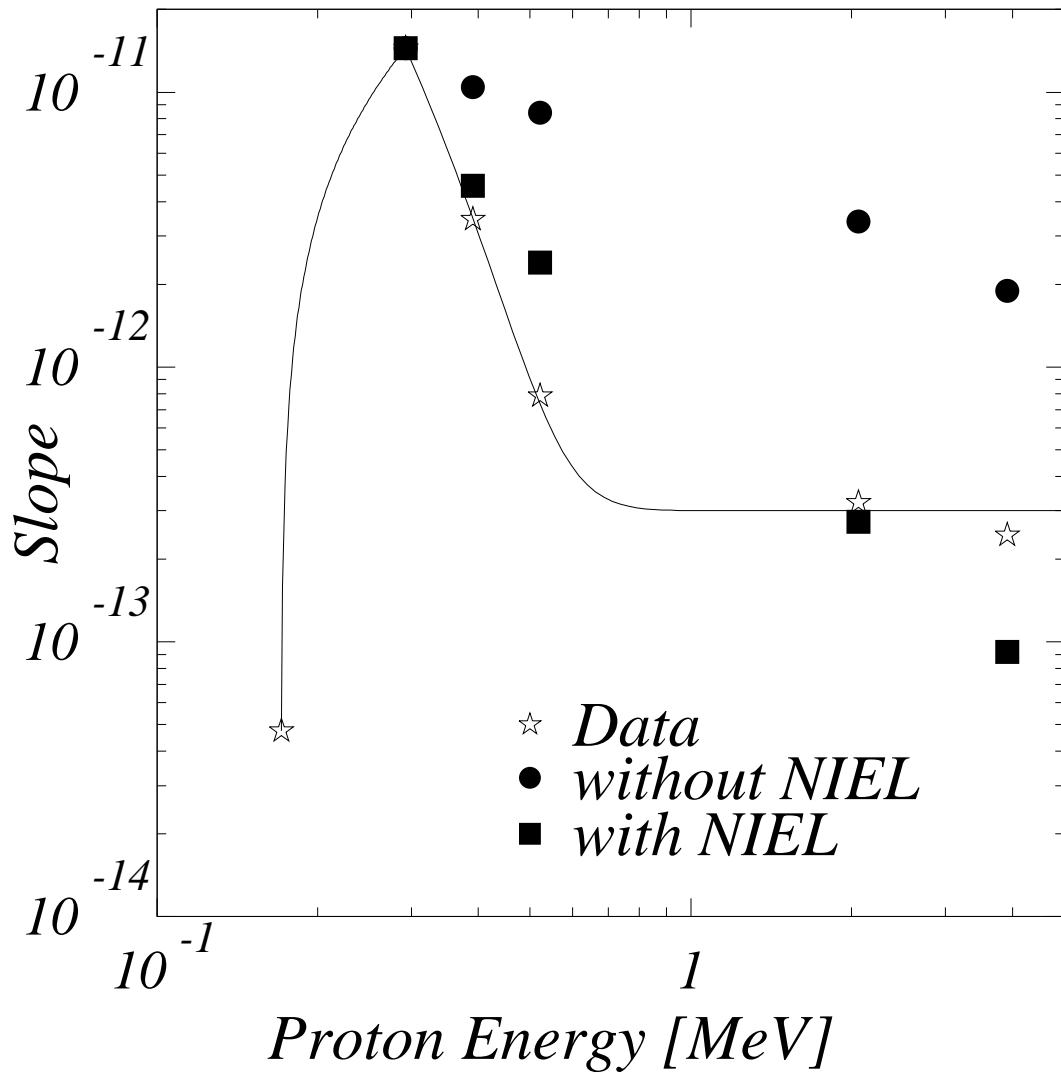 10^-11
10^-12
10^-13
10^-14
Slope
Data
without NIEL
with NIEL
10^-1
1
Proton Energy [MeV]